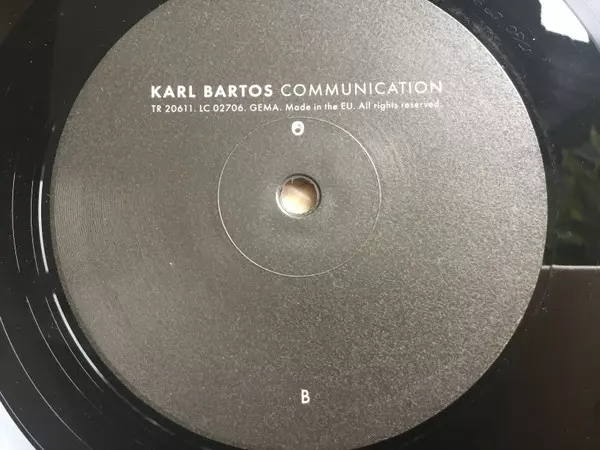 KARL BARTOS COMMUNICATION
TR 20611. LC 02706. GEMA. Made in the EU. All rights reserved.
B